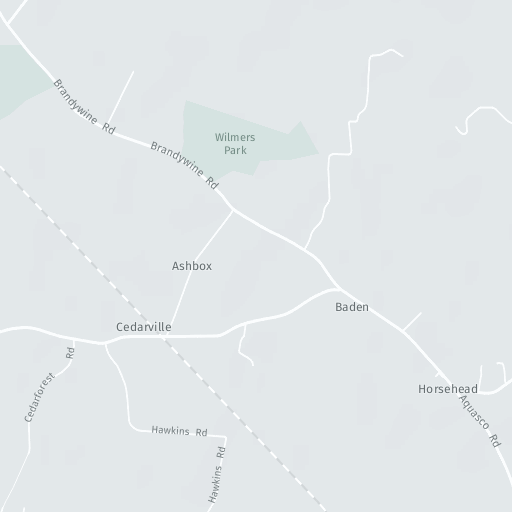 Brandywine Rd
Wilmers
Park
Brandywine Rd
Ashbox
Baden
Cedarville
Cedarforest Rd
Horsehead
Aquasco Rd
Hawkins Rd
Hawkins Rd